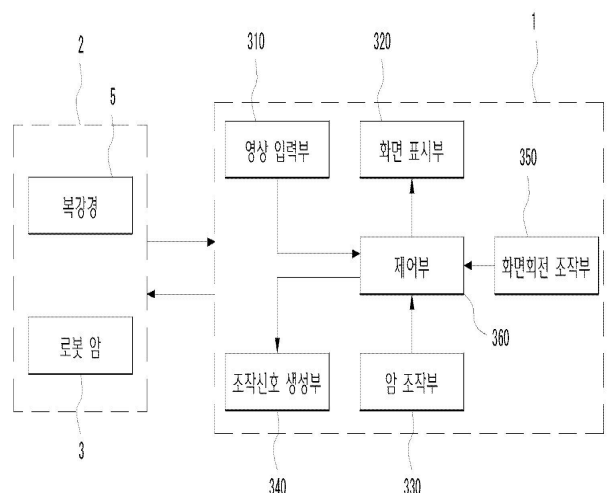 1
2
310
320
5
350
영상 입력부
화면 표시부
복강경
제어부
화면회전 조작부
360
로봇 암
조작신호 생성부
암 조작부
3
340
330